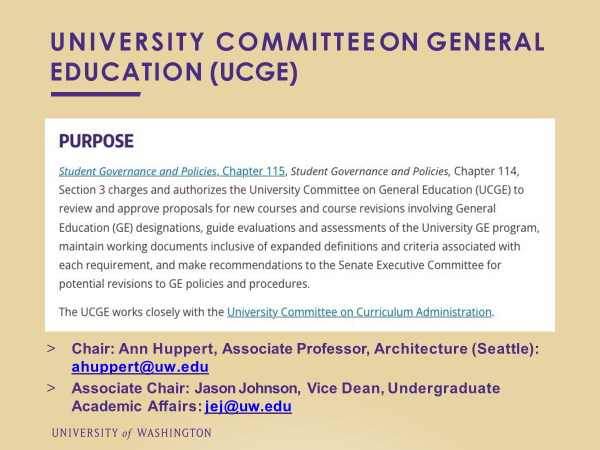 UNIVERSITY COMMITTEEON GENERAL
EDUCATION (UCGE)
PURPOSE
Student Governance and Policies, Chapter 115, Student Governance and Policies, Chapter 114,
Section 3 charges and authorizes the University Committee on General Education (UCGE) to
review and approve proposals for new courses and course revisions involving General
Education (GE) designations, guide evaluations and assessments of the University GE program,
maintain working documents inclusive of expanded definitions and criteria associated with
each requirement, and make recommendations to the Senate Executive Committee for
potential revisions to GE policies and procedures.
The UCGE works closely with the University Committee on Curriculum Administration.
> Chair: Ann Huppert, Associate Professor, Architecture (Seattle):
ahuppert@uw.edu
> Associate Chair: Jason Johnson, Vice Dean, Undergraduate
Academic Affairs: jej@uw.edu
UNIVERSITY of WASHINGTON